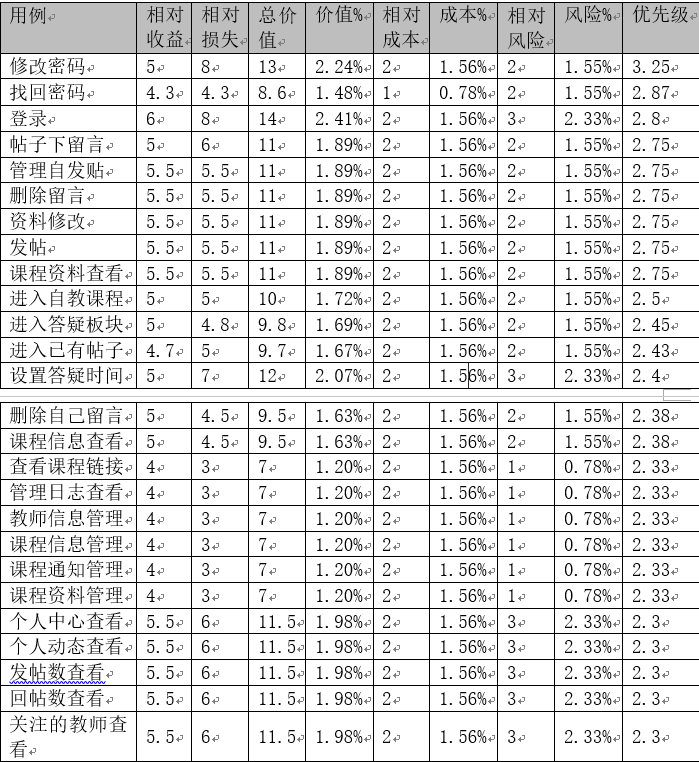 用例 相对收益 相对损失 总价值 价值% 相对成本 成本% 相对风险 风险% 优先级
修改密码 5 8 13 2.24% 2 1.56% 2 1.55% 3.25
找回密码 4.3 4.3 8.6 1.48% 1 0.78% 2 1.55% 2.87
登录 6 8 14 2.41% 2 1.56% 3 2.33% 2.8
帖子下留言 5 6 11 1.89% 2 1.56% 2 1.55% 2.75
管理自发贴 5.5 5.5 11 1.89% 2 1.56% 2 1.55% 2.75
删除留言 5.5 5.5 11 1.89% 2 1.56% 2 1.55% 2.75
资料修改 5.5 5.5 11 1.89% 2 1.56% 2 1.55% 2.75
发帖 5.5 5.5 11 1.89% 2 1.56% 2 1.55% 2.75
课程资料查看 5.5 5.5 11 1.89% 2 1.56% 2 1.55% 2.75
进入自教课程 5 5 10 1.72% 2 1.56% 2 1.55% 2.5
进入答疑板块 5 4.8 9.8 1.69% 2 1.56% 2 1.55% 2.45
进入已有帖子 4.7 5 9.7 1.67% 2 1.56% 2 1.55% 2.43
设置答疑时间 5 7 12 2.07% 2 1.56% 3 2.33% 2.4
删除自己留言 5 4.5 9.5 1.63% 2 1.56% 2 1.55% 2.38
课程信息查看 5 4.5 9.5 1.63% 2 1.56% 2 1.55% 2.38
查看课程链接 4 3 7 1.20% 2 1.56% 1 0.78% 2.33
管理日志查看 4 3 7 1.20% 2 1.56% 1 0.78% 2.33
教师信息管理 4 3 7 1.20% 2 1.56% 1 0.78% 2.33
课程信息管理 4 3 7 1.20% 2 1.56% 1 0.78% 2.33
课程通知管理 4 3 7 1.20% 2 1.56% 1 0.78% 2.33
课程资料管理 4 3 7 1.20% 2 1.56% 1 0.78% 2.33
个人中心查看 5.5 6 11.5 1.98% 2 1.56% 3 2.33% 2.3
个人动态查看 5.5 6 11.5 1.98% 2 1.56% 3 2.33% 2.3
发帖数查看 5.5 6 11.5 1.98% 2 1.56% 3 2.33% 2.3
回帖数查看 5.5 6 11.5 1.98% 2 1.56% 3 2.33% 2.3
关注的教师查看 5.5 6 11.5 1.98% 2 1.56% 3 2.33% 2.3